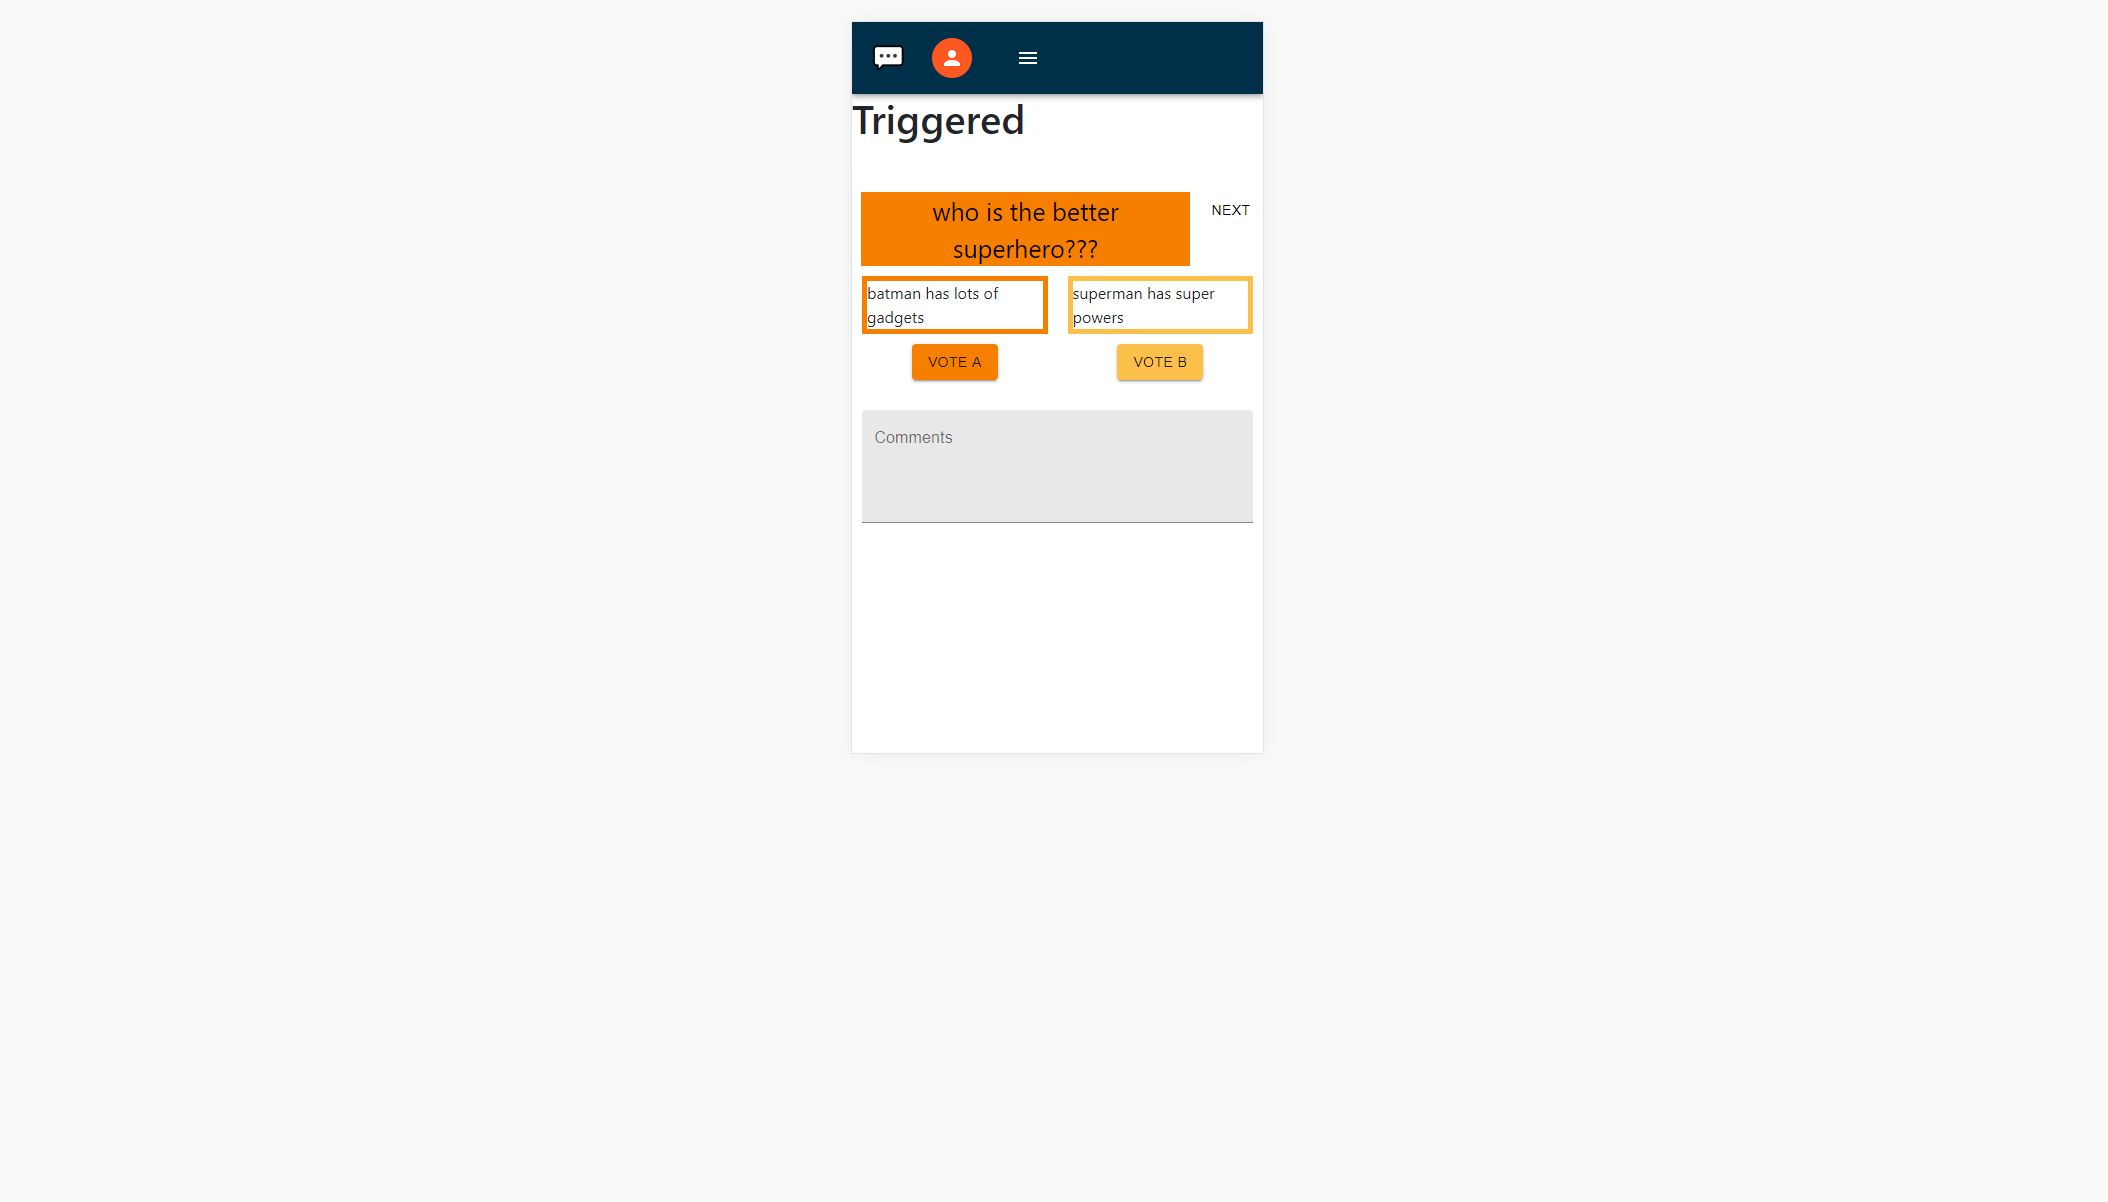 Triggered
who is the better
superhero???
NEXT
batman has lots of
gadgets
superman has super
powers
VOTE A
VOTE B
Comments